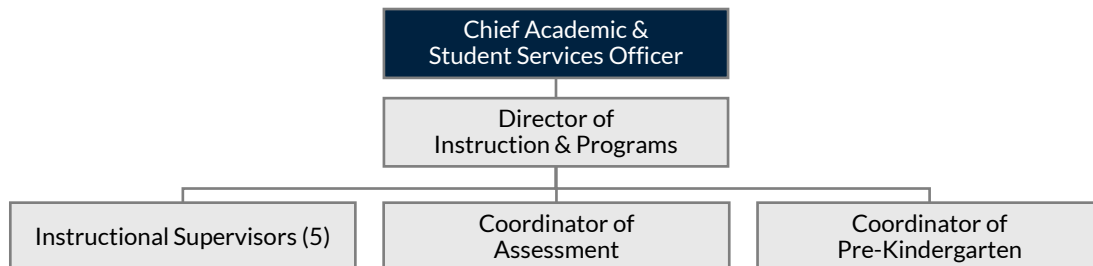 Chief Academic &
Student Services Officer
Director of
Instruction & Programs
Instructional Supervisors (5)
Coordinator of
Assessment
Coordinator of
Pre-Kindergarten